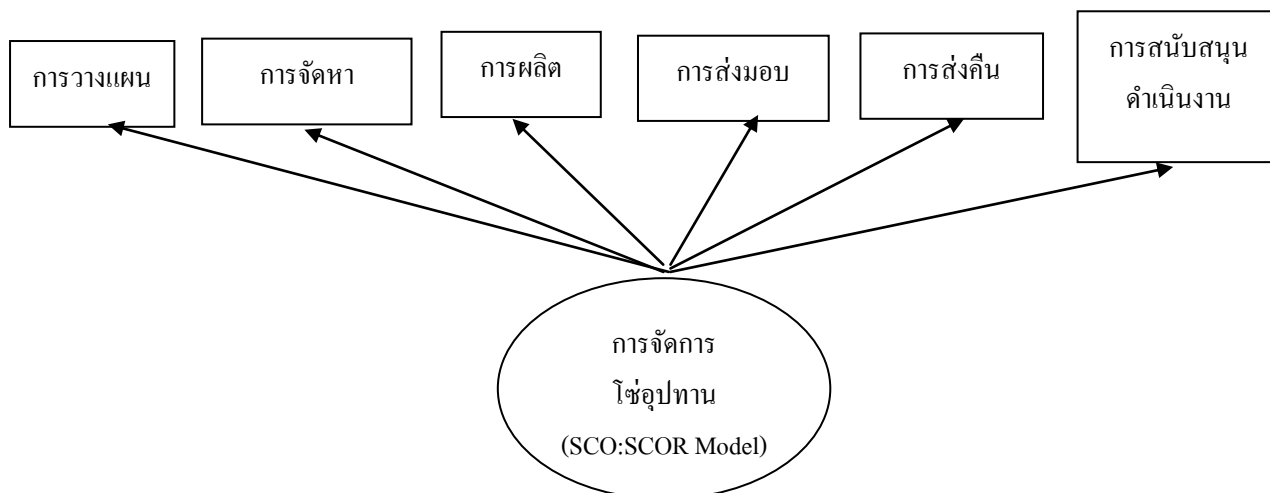 การวางแผน
การจัดหา
การผลิต
การส่งมอบ
การส่งคืน
การสนับสนุน
ดำเนินงาน
การจัดการ
โซ่อุปทาน
(SCO:SCOR Model)